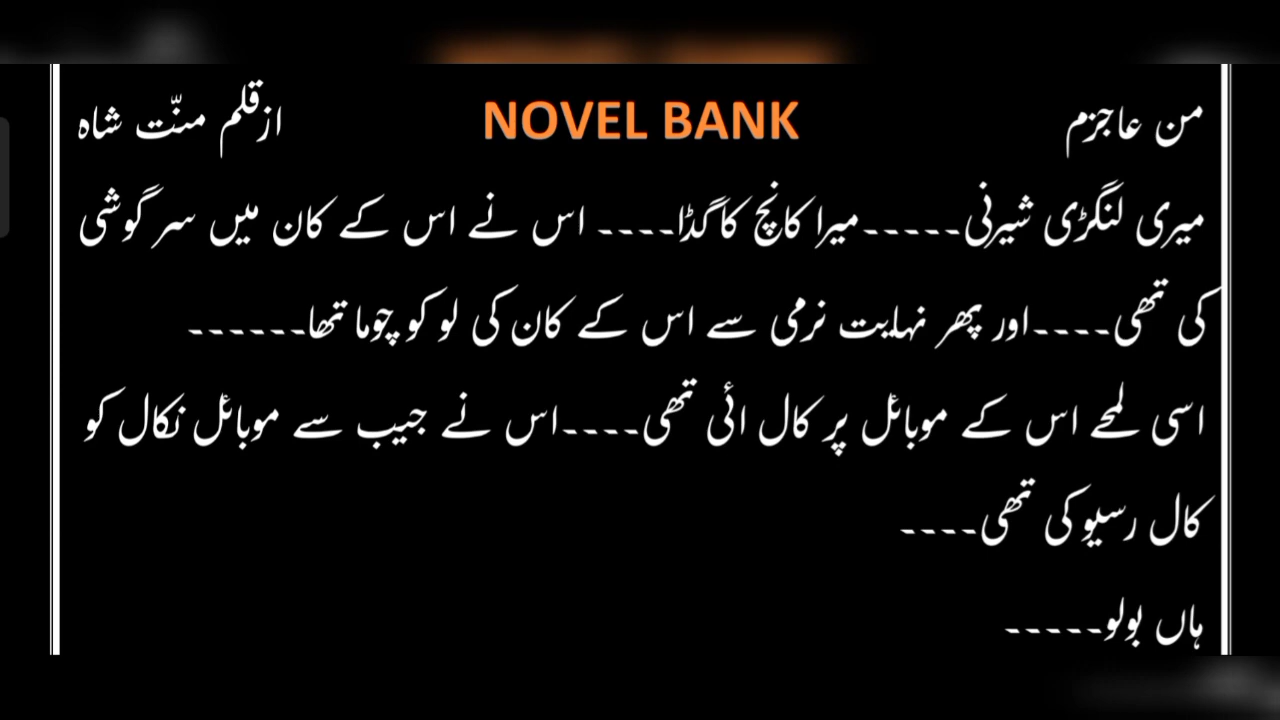 من عاجزم NOVEL BANK ازقلم منّت شاہ
میری لنگڑی شیرنی-----میرا کانچ کا گڈا---- اس نے اس کے کان میں سرگوشی
کی تھی----اور پھر نہایت نرمی سے اس کے کان کی لو کو چوما تھا------
اسی لمحے اس کے موبائل پر کال ائی تھی----اس نے جیب سے موبائل نکال کو
کال رسیو کی تھی----
ہاں بولو-----